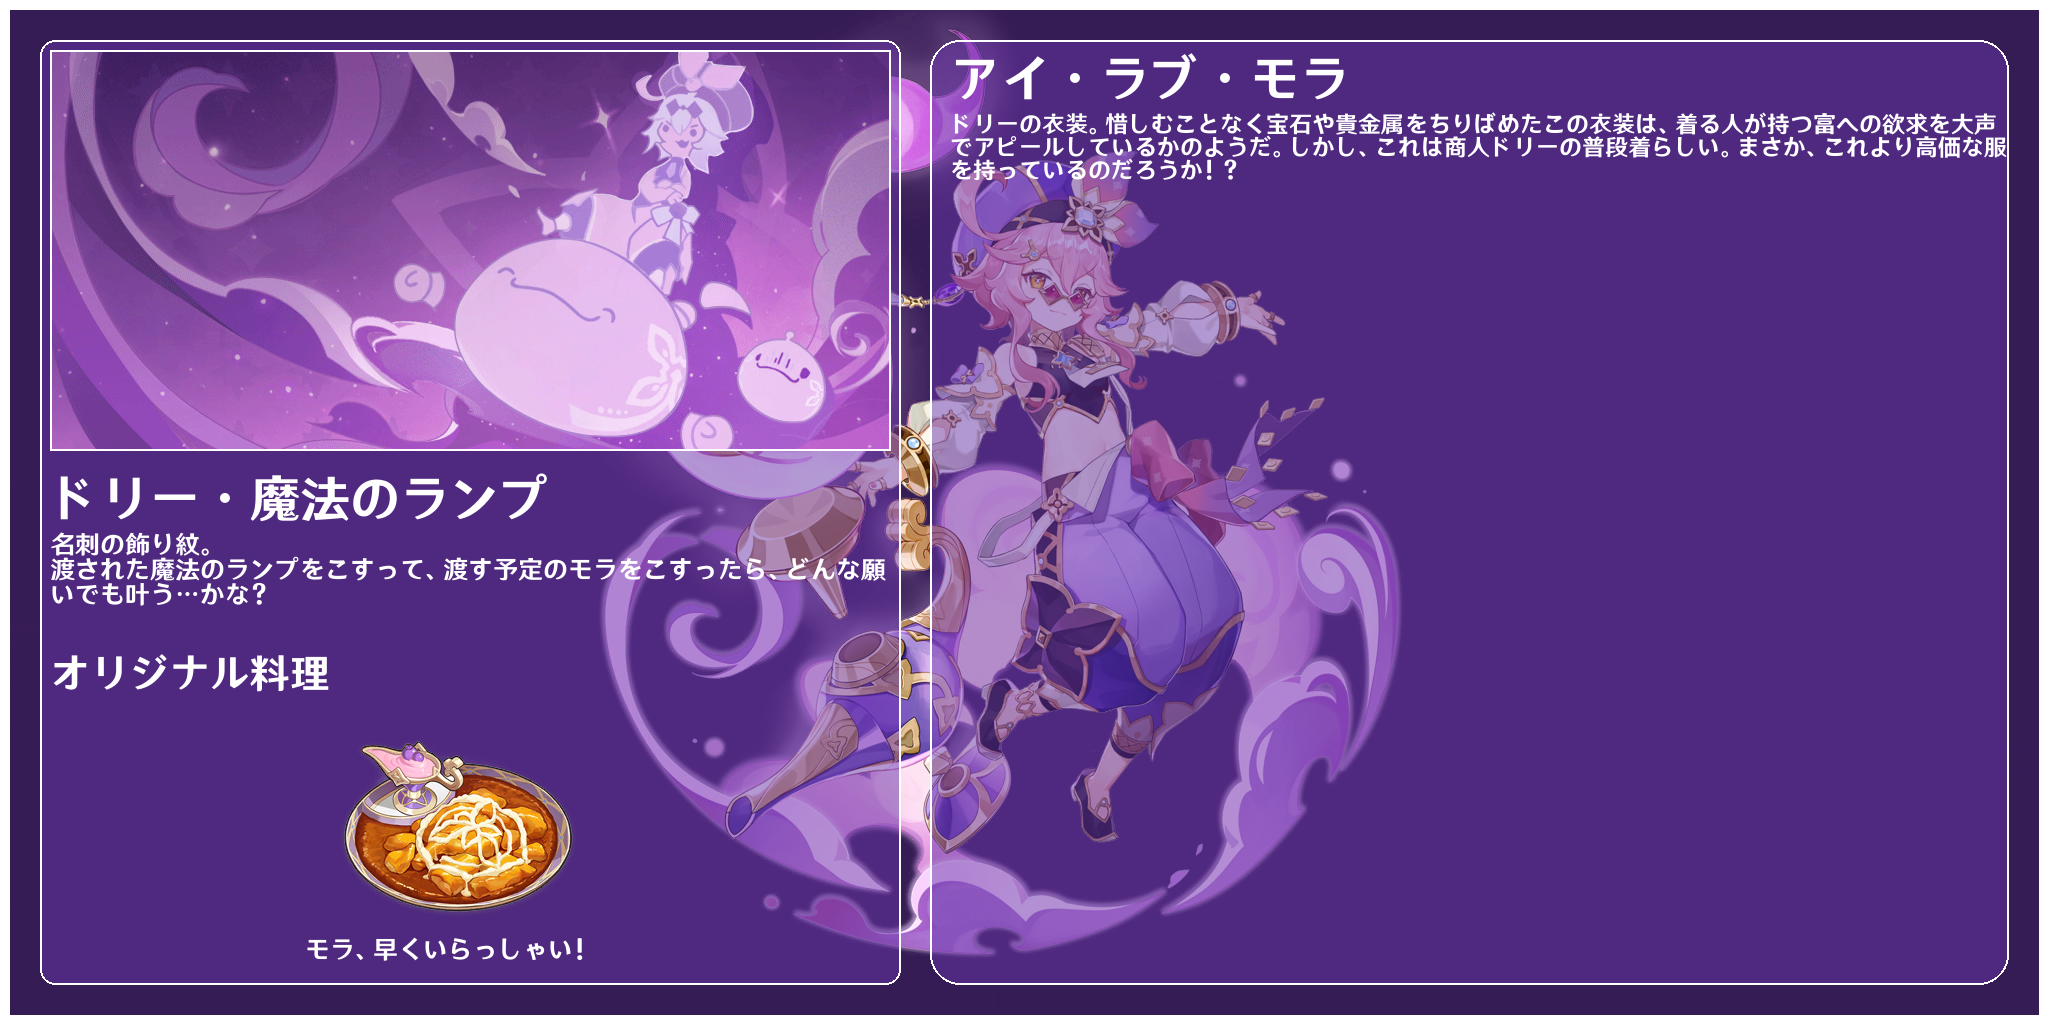 ドリー・魔法のランプ
名刺の飾り紋。
渡された魔法のランプをこすって、渡す予定のモラをこすったら、どんな願
いでも叶う…かな？
オリジナル料理
モラ、早くいらっしゃい！
アイ・ラブ・モラ
ドリーの衣装。惜しむことなく宝石や貴金属をちりばめたこの衣装は、着る人が持つ富への欲求を大声
でアピールしているかのようだ。しかし、これは商人ドリーの普段着らしい。まさか、これより高価な服
を持っているのだろうか！？